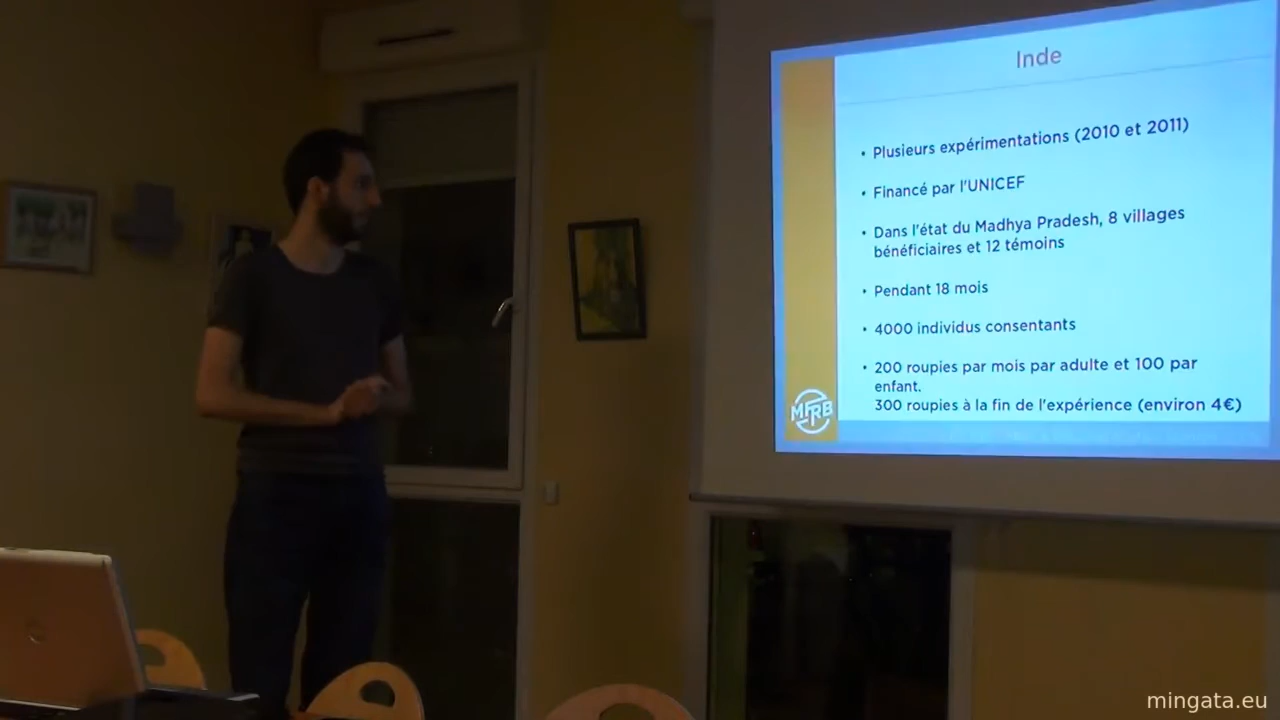 Inde
• Plusieurs expérimentations (2010 et 2011)
• Financé par l'UNICEF
• Dans l'état du Madhya Pradesh, 8 villages
bénéficiaires et 12 témoins
• Pendant 18 mois
• 4000 individus consentants
• 200 roupies par mois par adulte et 100 par
enfant.
300 roupies à la fin de l'expérience (environ 4€)
MFRB
mingata.eu